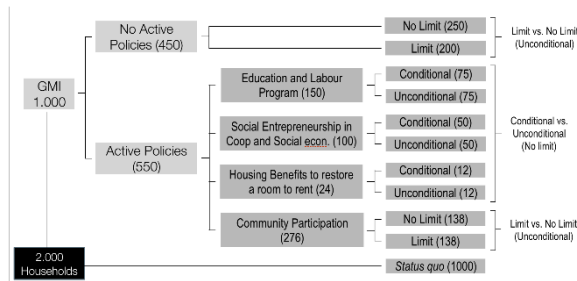 No Active
Policies (450)
No Limit (250)
Limit (200)
Limit vs. No Limit
(Unconditional)
GMI
1.000
Education and Labour
Program (150)
Conditional (75)
Unconditional (75)
Active Policies
(550)
Social Entrepreneurship in
Coop and Social econ. (100)
Conditional (50)
Unconditional (50)
Conditional vs.
Unconditional
(No limit)
Housing Benefits to restore
a room to rent (24)
Conditional (12)
Unconditional (12)
Community Participation
(276)
No Limit (138)
Limit (138)
Limit vs. No Limit
(Unconditional)
2.000
Households
Status quo (1000)